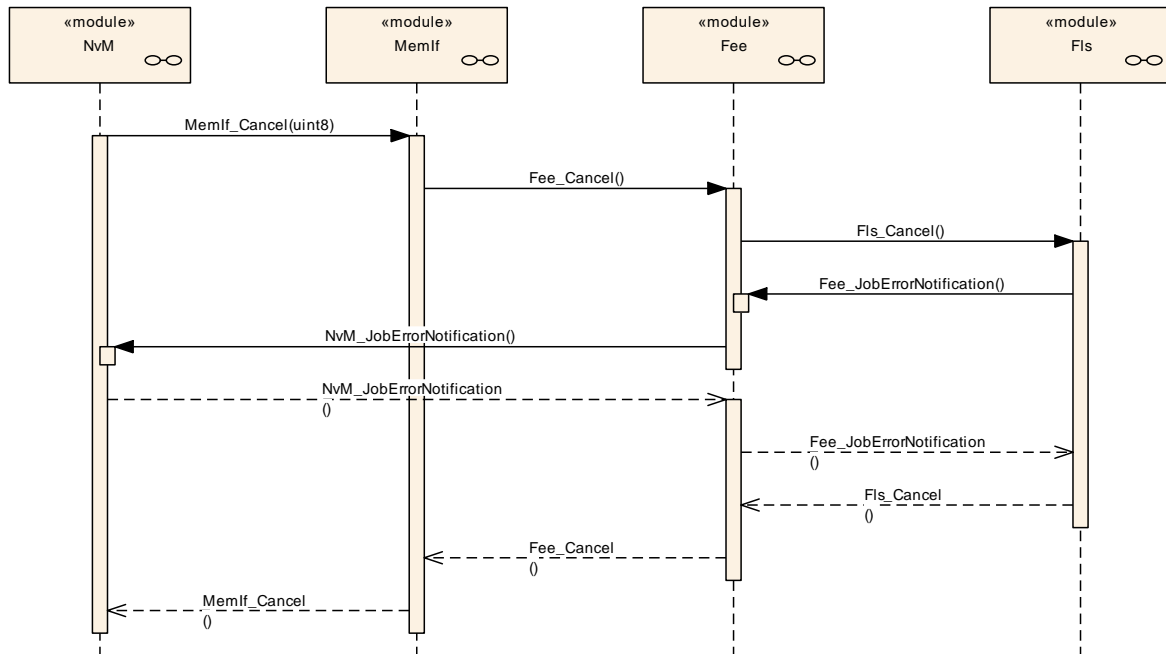 «module»
NvM
«module»
MemIf
«module»
Fee
«module»
Fls
MemIf_Cancel(uint8)
Fee_Cancel()
Fls_Cancel()
Fee_JobErrorNotification()
NvM_JobErrorNotification()
NvM_JobErrorNotification
()
Fee_JobErrorNotification
()
Fls_Cancel
()
Fee_Cancel
()
MemIf_Cancel
()